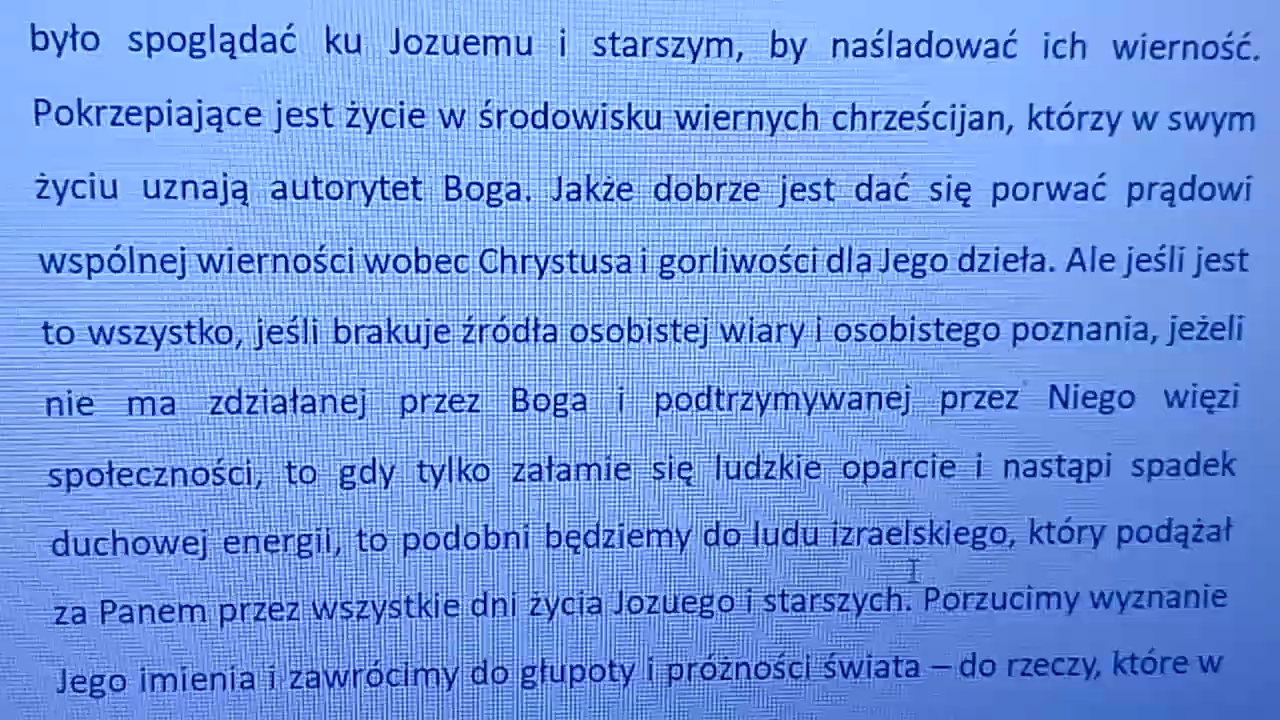 było spoglądać ku Jozuemu i starszym, by naśladować ich wierność.
Pokrzepiające jest życie w środowisku wiernych chrześcijan, którzy w swym
życiu uznają autorytet Boga. Jakże dobrze jest dać się porwać prądowi
wspólnej wierności wobec Chrystusa i gorliwości dla Jego dzieła. Ale jeśli jest
to wszystko, jeśli brakuje źródła osobistej wiary i osobistego poznania, jeżeli
nie ma zdziałanej przez Boga i podtrzymywanej przez Niego więzi
społeczności, to gdy tylko załamie się ludzkie oparcie i nastąpi spadek
duchowej energii, to podobni będziemy do ludu izraelskiego, który podążał
za Panem przez wszystkie dni życia Jozuego i starszych. Porzucimy wyznanie
Jego imienia i zawrócimy do głupoty i próżności świata – do rzeczy, które w